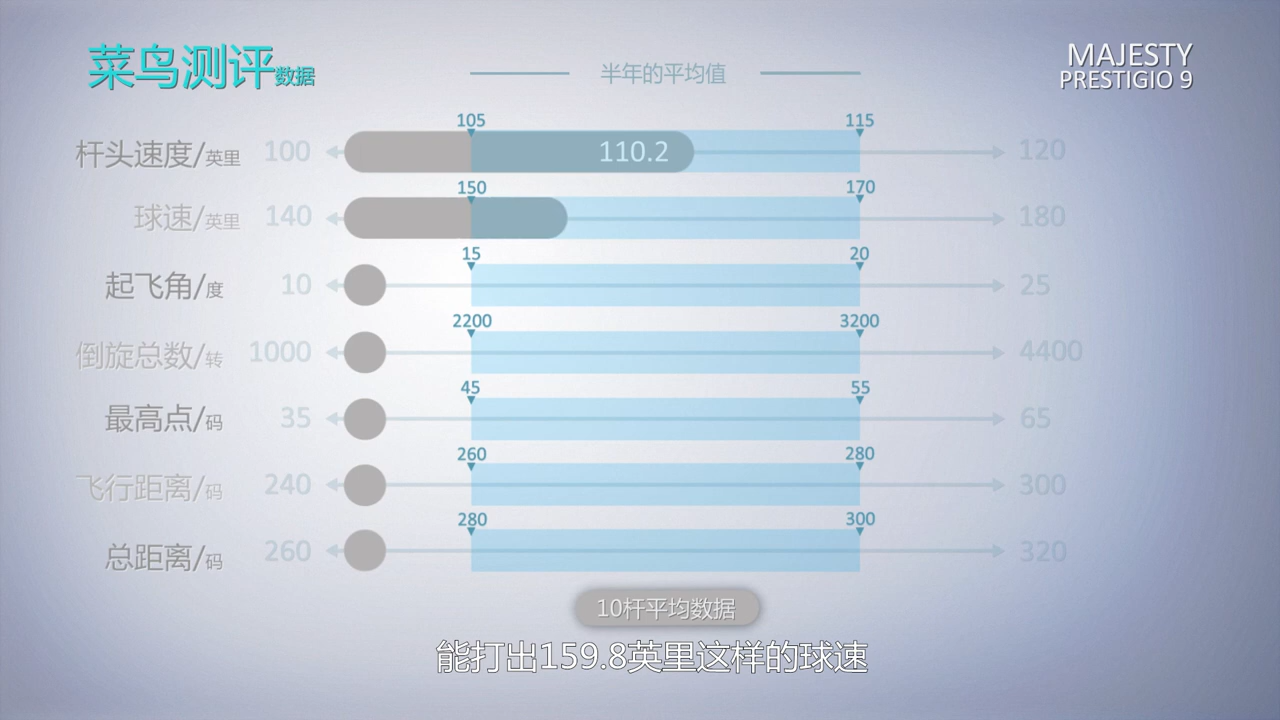 菜鸟测评数据
半年的平均值
MAJESTY
PRESTIGIO 9
105 115
杆头速度/英里 100 110.2 120
150 170
球速/英里 140 180
15 20
起飞角/度 10 25
2200 3200
倒旋总数/转 1000 4400
45 55
最高点/码 35 65
260 280
飞行距离/码 240 300
280 300
总距离/码 260 320
10杆平均数据
能打出159.8英里这样的球速